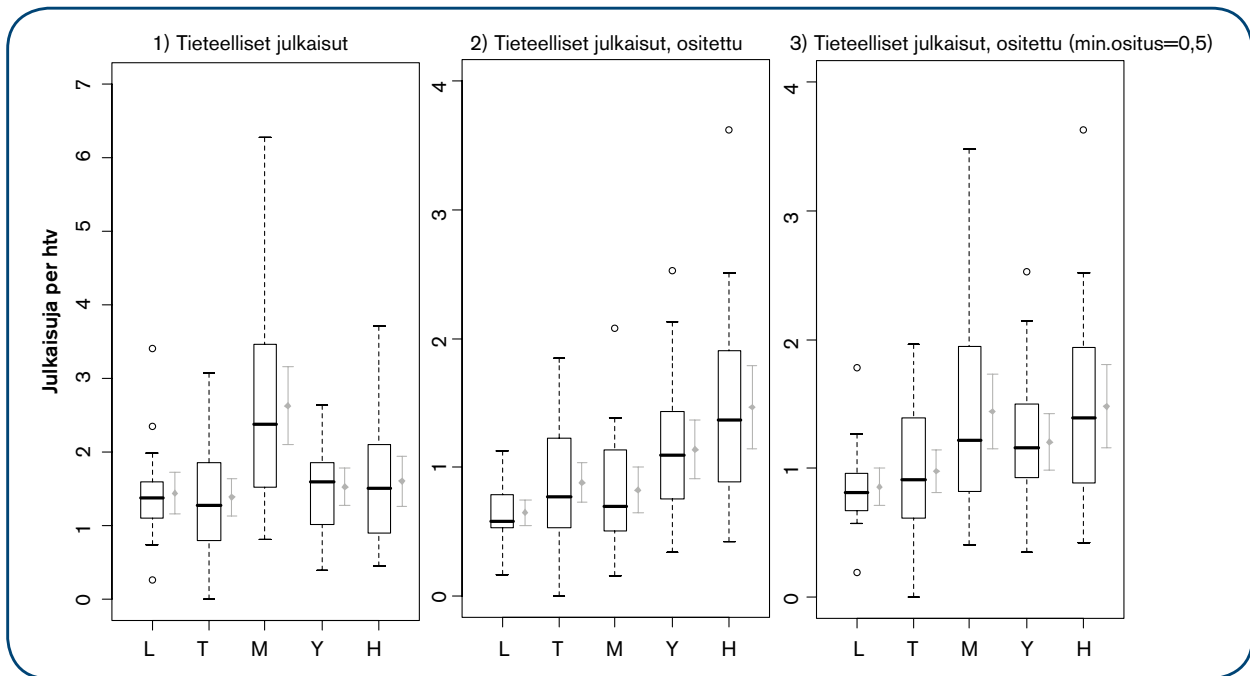 1) Tieteelliset julkaisut
2) Tieteelliset julkaisut, ositettu
3) Tieteelliset julkaisut, ositettu (min.ositus=0,5)
Julkaisuja per htv
7
6
5
4
3
2
1
0
L T M Y H
4
3
2
1
0
L T M Y H
4
3
2
1
0
L T M Y H